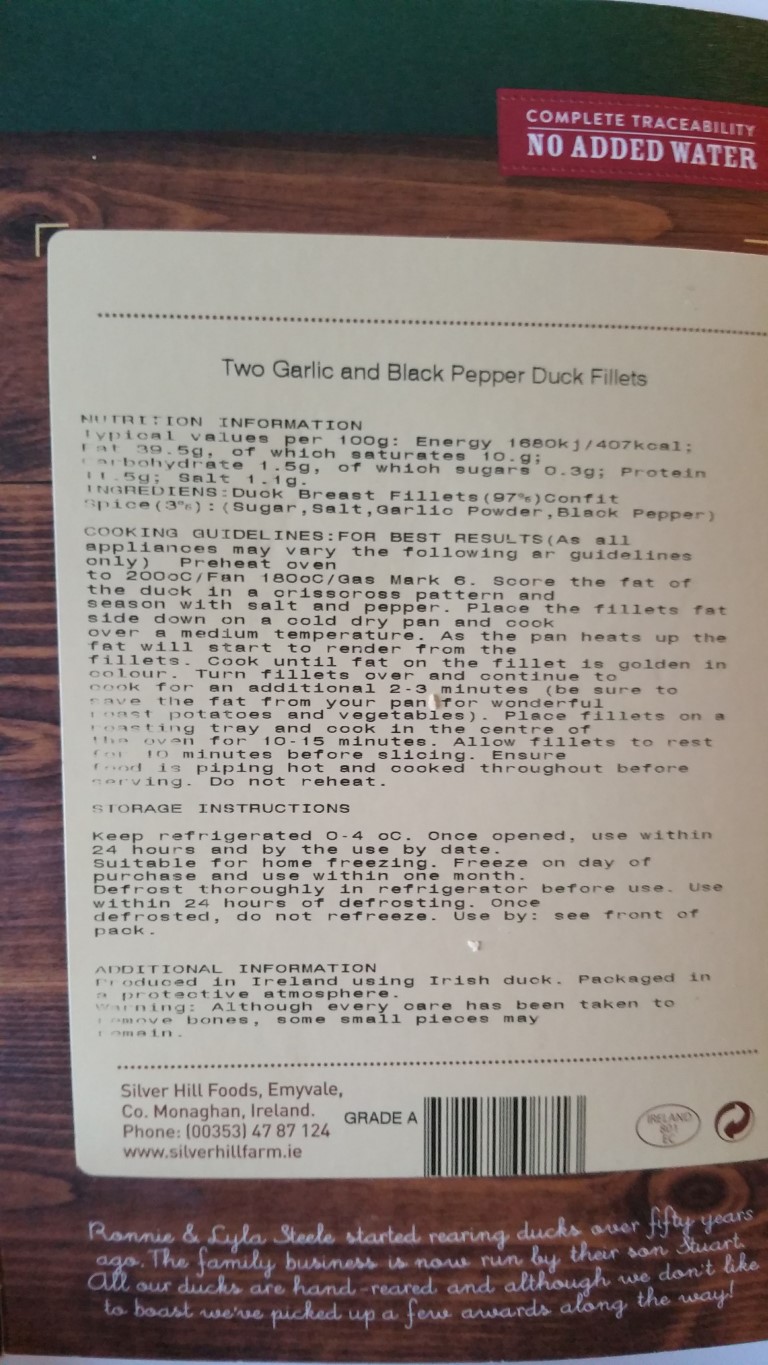 COMPLETE TRACEABILITY
NO ADDED WATER
Two Garlic and Black Pepper Duck Fillets
NUTRITION INFORMATION
Typical values per 100g: Energy 1680kj/407kcal;
Fat 39.5g, of which saturates 10.g;
Carbohydrate 1.5g, of which sugars 0.3g; Protein
11.5g; Salt 1.1g.
INGREDIENS:Duck Breast Fillets(97%)Confit
Spice(3%):(Sugar,Salt,Garlic Powder,Black Pepper)
COOKING GUIDELINES:FOR BEST RESULTS(As all
appliances may vary the following ar guidelines
only) Preheat oven
to 200oC/Fan 180oC/Gas Mark 6. Score the fat of
the duck in a crisscross pattern and
season with salt and pepper. Place the fillets fat
side down on a cold dry pan and cook
over a medium temperature. As the pan heats up the
fat will start to render from the
fillets. Cook until fat on the fillet is golden in
colour. Turn fillets over and continue to
cook for an additional 2-3 minutes (be sure to
save the fat from your pan for wonderful
roast potatoes and vegetables). Place fillets on a
roasting tray and cook in the centre of
the oven for 10-15 minutes. Allow fillets to rest
for 10 minutes before slicing. Ensure
food is piping hot and cooked throughout before
serving. Do not reheat.
STORAGE INSTRUCTIONS
Keep refrigerated 0-4 oC. Once opened, use within
24 hours and by the use by date.
Suitable for home freezing. Freeze on day of
purchase and use within one month.
Defrost thoroughly in refrigerator before use. Use
within 24 hours of defrosting. Once
defrosted, do not refreeze. Use by: see front of
pack.
ADDITIONAL INFORMATION
Produced in Ireland using Irish duck. Packaged in
a protective atmosphere.
Warning: Although every care has been taken to
remove bones, some small pieces may
remain.
Silver Hill Foods, Emyvale,
Co. Monaghan, Ireland.
Phone: (00353) 47 87 124
www.silverhillfarm.ie
GRADE A
IRELAND
801
EC
Ronnie & Lyla Steele started rearing ducks over fifty years
ago. The family business is now run by their son Stuart.
All our ducks are hand-reared and although we don't like
to boast we've picked up a few awards along the way!